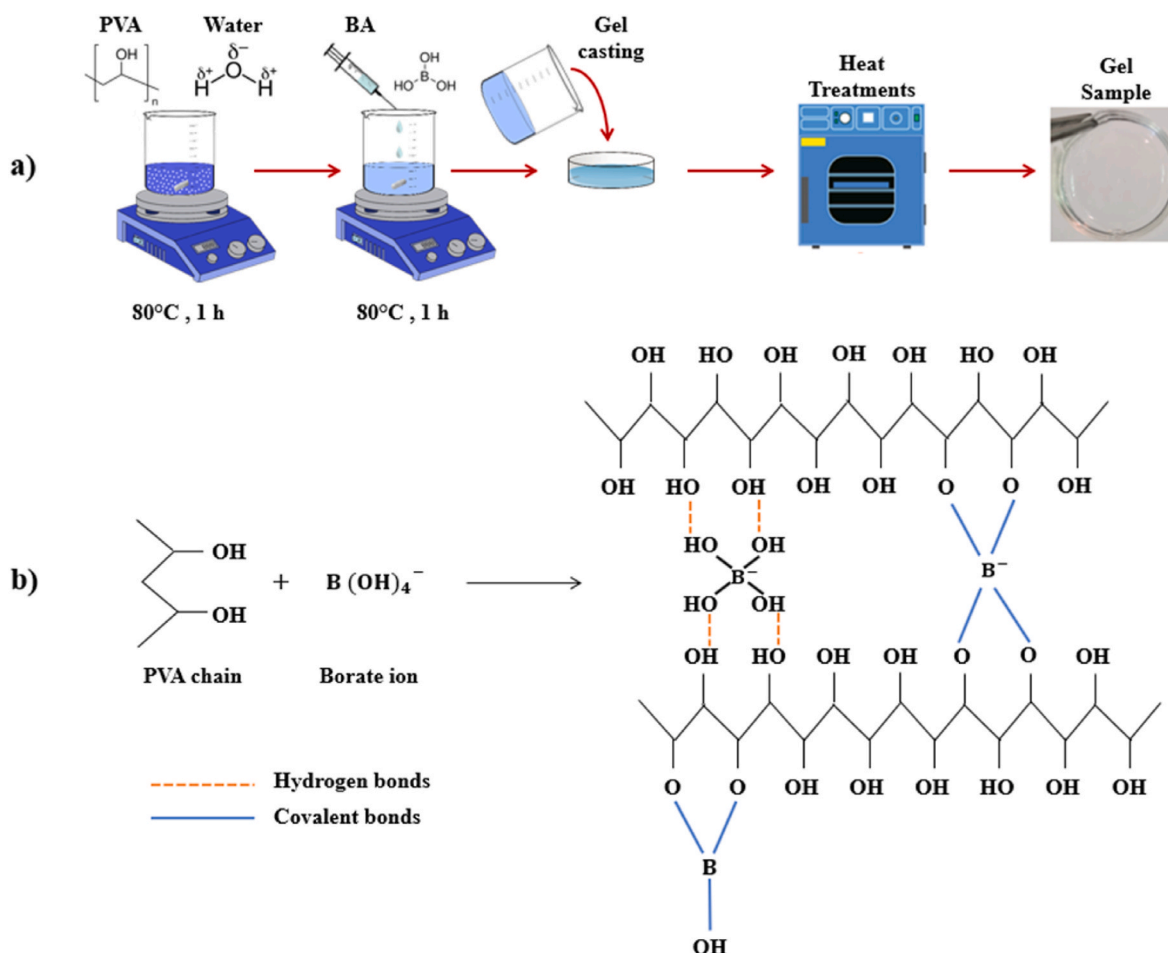 PVA
Water
BA
Gel
casting
Heat
Treatments
Gel
Sample
OH
n
δ−
δ+ δ+
H O H
OH
HO B OH
a)
80°C , 1 h
80°C , 1 h
OH HO OH OH OH HO OH
OH HO OH OH OH O O OH
HO OH
B−
HO OH
B−
OH HO OH OH O O OH
O O OH OH OH HO OH
B
OH
b)
OH
OH
+
B (OH)4−
PVA chain
Borate ion
Hydrogen bonds
Covalent bonds